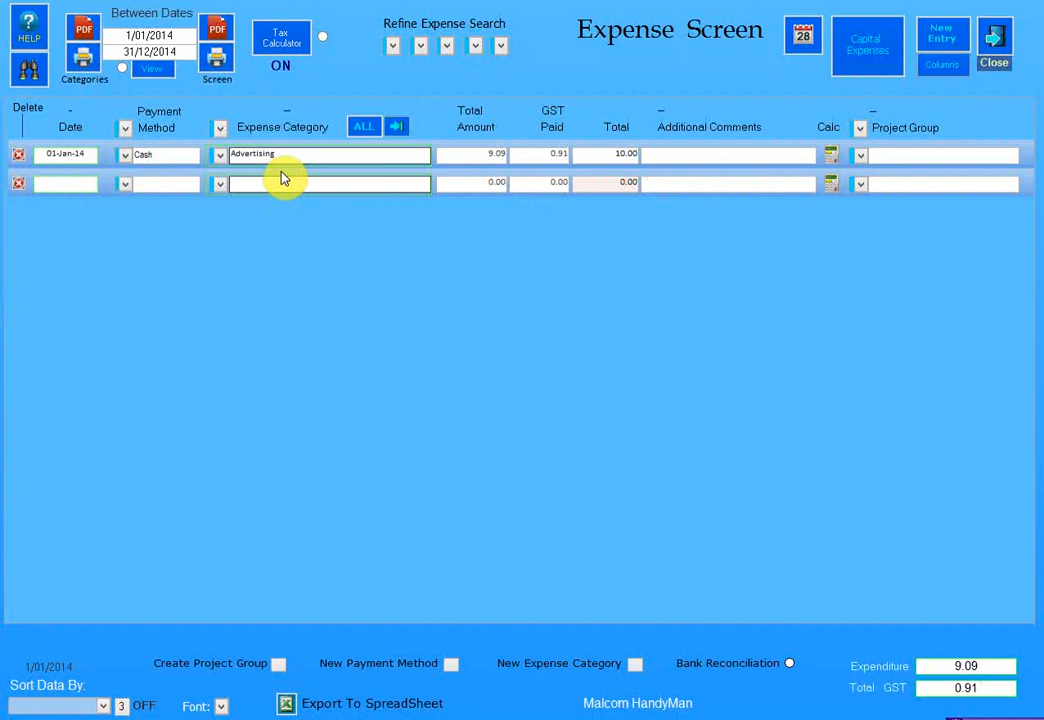 HELP
PDF
Between Dates
1/01/2014
31/12/2014
View
PDF
Categories
Screen
Tax
Calculator
ON
Refine Expense Search
Expense Screen
28
Capital
Expenses
New
Entry
Columns
Close
Delete
-
Date
Payment
Method
-
Expense Category
ALL
Total
Amount
GST
Paid
Total
-
Additional Comments
Calc
-
Project Group
01-Jan-14 Cash Advertising 9.09 0.91 10.00
0.00 0.00 0.00
1/01/2014
Create Project Group
New Payment Method
New Expense Category
Bank Reconciliation
Expenditure 9.09
Total GST 0.91
Sort Data By:
3 OFF
Font:
Export To SpreadSheet
Malcom HandyMan